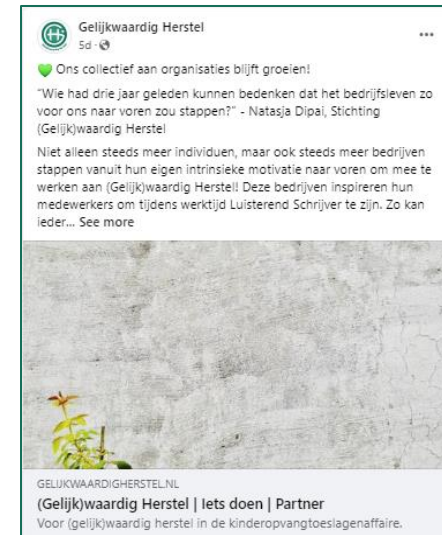 Gelijkwaardig Herstel
5d ·
💚 Ons collectief aan organisaties blijft groeien!
"Wie had drie jaar geleden kunnen bedenken dat het bedrijfsleven zo
voor ons naar voren zou stappen?" - Natasja Dipai, Stichting
(Gelijk)waardig Herstel
Niet alleen steeds meer individuen, maar ook steeds meer bedrijven
stappen vanuit hun eigen intrinsieke motivatie naar voren om mee te
werken aan (Gelijk)waardig Herstel! Deze bedrijven inspireren hun
medewerkers om tijdens werktijd Luisterend Schrijver te zijn. Zo kan
ieder... See more
GELIJKWAARDIGHERSTEL.NL
(Gelijk)waardig Herstel | Iets doen | Partner
Voor (gelijk)waardig herstel in de kinderopvangtoeslagenaffaire.